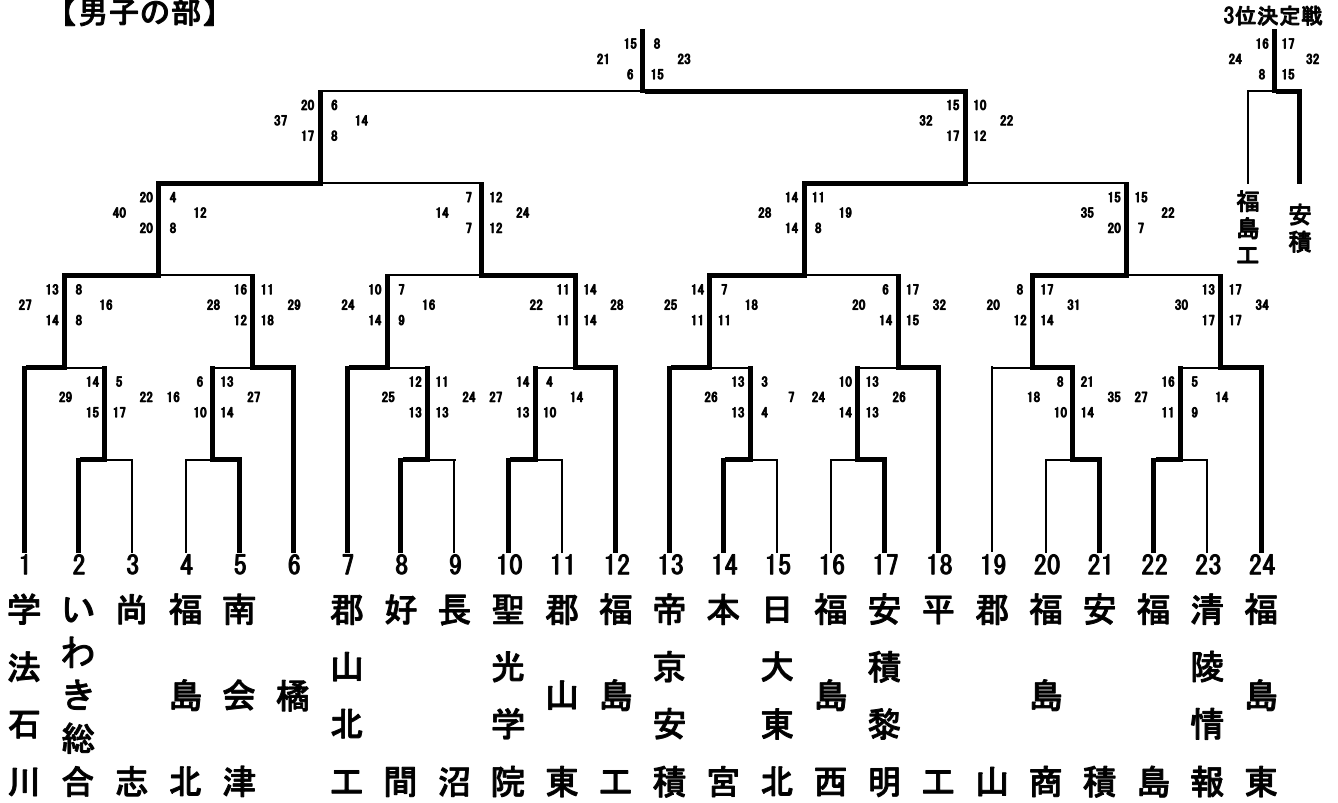 【男子の部】
3位決定戦
15 8
21 23
6 15
16 17
24 32
8 15
20 6
37 14
17 8
15 10
32 22
17 12
20 4
40 12
20 8
7 12
14 24
7 12
14 11
28 19
14 8
15 15
35 22
20 7
福島工
安積
13 8
27 16
14 8
16 11
28 29
12 18
10 7
24 16
14 9
11 14
22 28
11 14
14 7
25 18
11 11
6 17
20 32
14 15
8 17
20 31
12 14
13 17
30 34
17 17
14 5
29 22
15 17
6 13
16 27
10 14
12 11
25 24
13 13
14 4
27 14
13 10
13 3
26 7
13 4
10 13
24 26
14 13
8 21
18 35
10 14
16 5
27 14
11 9
1 学法石川
2 いわき総合
3 尚志
4 福島北
5 南会津
6 橘
7 郡山北工
8 好間
9 長沼
10 聖光学院
11 郡山東
12 福島工
13 帝京安積
14 本宮
15 日大東北
16 福島西
17 安積黎明
18 平工
19 郡山
20 福島商
21 安積
22 福島
23 清陵情報
24 福島東